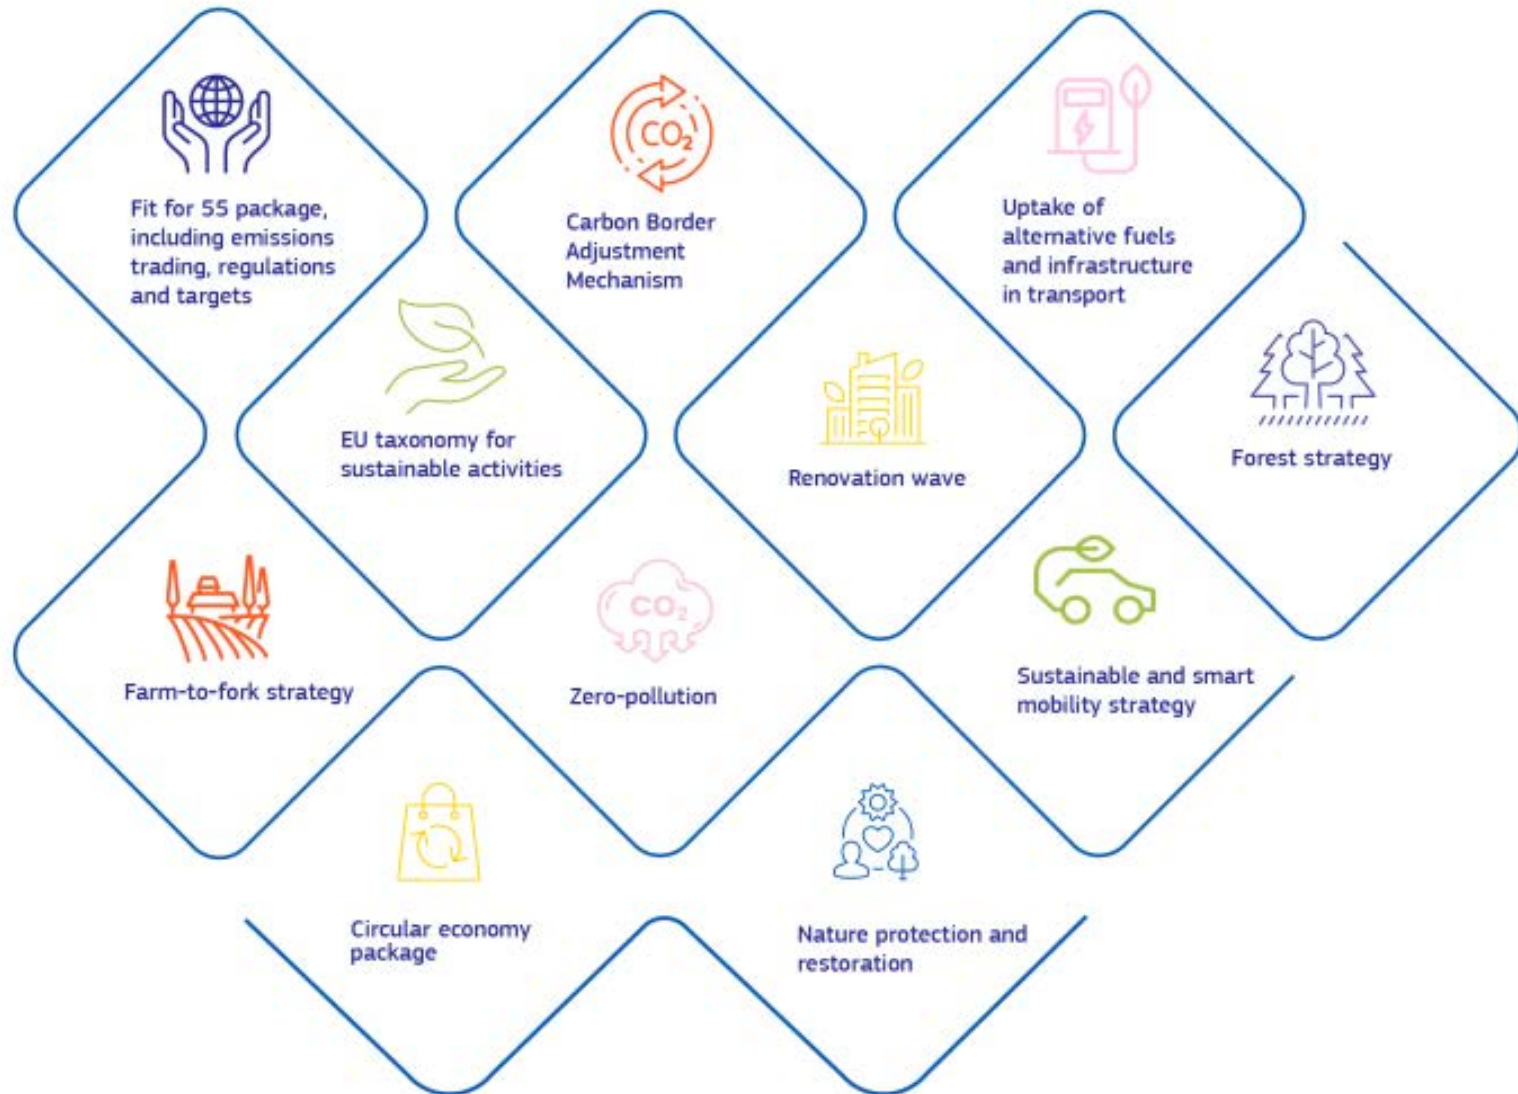 Fit for 55 package,
including emissions
trading, regulations
and targets
CO₂
Carbon Border
Adjustment
Mechanism
Uptake of
alternative fuels
and infrastructure
in transport
EU taxonomy for
sustainable activities
Renovation wave
Forest strategy
Farm-to-fork strategy
CO₂
Zero-pollution
Sustainable and smart
mobility strategy
Circular economy
package
Nature protection and
restoration